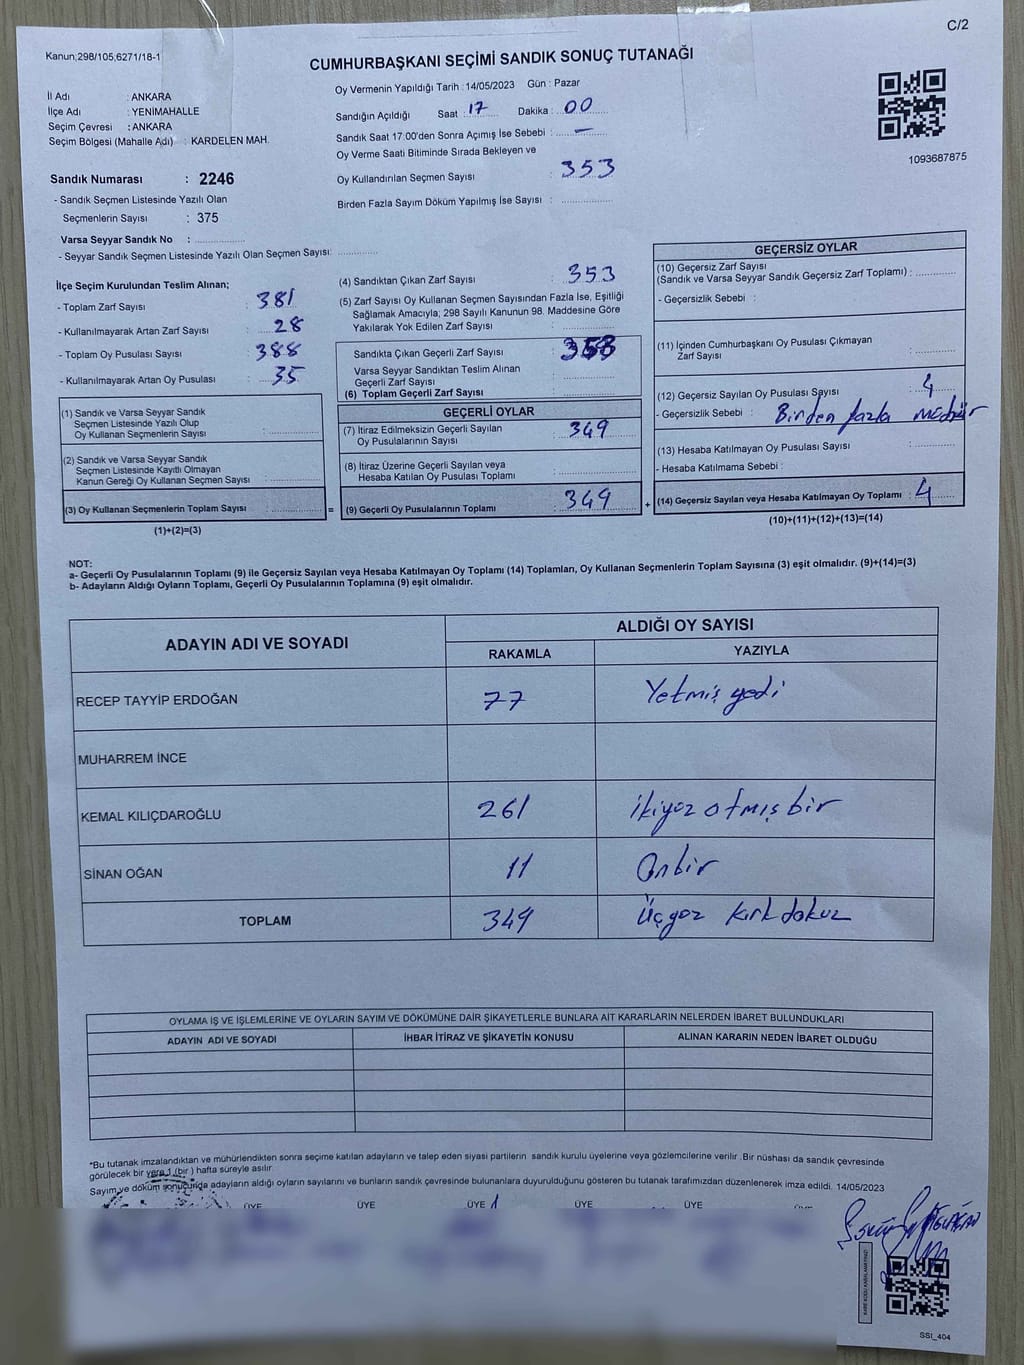 C/2
Kanun;298/105,6271/18-1
CUMHURBAŞKANI SEÇİMİ SANDIK SONUÇ TUTANAĞI
İl Adı : ANKARA
İlçe Adı : YENİMAHALLE
Seçim Çevresi : ANKARA
Seçim Bölgesi (Mahalle Adı) : KARDELEN MAH.
Oy Vermenin Yapıldığı Tarih : 14/05/2023 Gün : Pazar
Sandığın Açıldığı Saat : 17 Dakika : 00
Sandık Saat 17:00'den Sonra Açımış İse Sebebi : —
Oy Verme Saati Bitiminde Sırada Bekleyen ve
Oy Kullandırılan Seçmen Sayısı : 353
Birden Fazla Sayım Döküm Yapılmış İse Sayısı :
1093687875
Sandık Numarası : 2246
- Sandık Seçmen Listesinde Yazılı Olan
Seçmenlerin Sayısı : 375
Varsa Seyyar Sandık No :
- Seyyar Sandık Seçmen Listesinde Yazılı Olan Seçmen Sayısı:
İlçe Seçim Kurulundan Teslim Alınan;
- Toplam Zarf Sayısı : 381
- Kullanılmayarak Artan Zarf Sayısı : 28
- Toplam Oy Pusulası Sayısı : 388
- Kullanılmayarak Artan Oy Pusulası : 35
(1) Sandık ve Varsa Seyyar Sandık
Seçmen Listesinde Yazılı Olup
Oy Kullanan Seçmenlerin Sayısı :
(2) Sandık ve Varsa Seyyar Sandık
Seçmen Listesinde Kayıtlı Olmayan
Kanun Gereği Oy Kullanan Seçmen Sayısı :
(3) Oy Kullanan Seçmenlerin Toplam Sayısı :
(1)+(2)=(3)
=
(4) Sandıktan Çıkan Zarf Sayısı : 353
(5) Zarf Sayısı Oy Kullanan Seçmen Sayısından Fazla İse, Eşitliği
Sağlamak Amacıyla; 298 Sayılı Kanunun 98. Maddesine Göre
Yakılarak Yok Edilen Zarf Sayısı :
Sandıkta Çıkan Geçerli Zarf Sayısı : 353
Varsa Seyyar Sandıktan Teslim Alınan
Geçerli Zarf Sayısı :
(6) Toplam Geçerli Zarf Sayısı :
GEÇERLİ OYLAR
(7) İtiraz Edilmeksizin Geçerli Sayılan
Oy Pusulalarının Sayısı : 349
(8) İtiraz Üzerine Geçerli Sayılan veya
Hesaba Katılan Oy Pusulası Toplamı :
(9) Geçerli Oy Pusulalarının Toplamı : 349
+
GEÇERSİZ OYLAR
(10) Geçersiz Zarf Sayısı
(Sandık ve Varsa Seyyar Sandık Geçersiz Zarf Toplamı) :
- Geçersizlik Sebebi :
(11) İçinden Cumhurbaşkanı Oy Pusulası Çıkmayan
Zarf Sayısı :
(12) Geçersiz Sayılan Oy Pusulası Sayısı : 4
- Geçersizlik Sebebi : Birden fazla mühür
(13) Hesaba Katılmayan Oy Pusulası Sayısı :
- Hesaba Katılmama Sebebi :
(14) Geçersiz Sayılan veya Hesaba Katılmayan Oy Toplamı : 4
(10)+(11)+(12)+(13)=(14)
NOT:
a- Geçerli Oy Pusulalarının Toplamı (9) ile Geçersiz Sayılan veya Hesaba Katılmayan Oy Toplamı (14) Toplamları, Oy Kullanan Seçmenlerin Toplam Sayısına (3) eşit olmalıdır. (9)+(14)=(3)
b- Adayların Aldığı Oyların Toplamı, Geçerli Oy Pusulalarının Toplamına (9) eşit olmalıdır.
ADAYIN ADI VE SOYADI
ALDIĞI OY SAYISI
RAKAMLA YAZIYLA
RECEP TAYYİP ERDOĞAN 77 Yetmiş yedi
MUHARREM İNCE
KEMAL KILIÇDAROĞLU 261 ikiyüz atmış bir
SİNAN OĞAN 11 Onbir
TOPLAM 349 Üçyüz kırk dokuz
OYLAMA İŞ VE İŞLEMLERİNE VE OYLARIN SAYIM VE DÖKÜMÜNE DAİR ŞİKAYETLERLE BUNLARA AİT KARARLARIN NELERDEN İBARET BULUNDUKLARI
ADAYIN ADI VE SOYADI İHBAR İTİRAZ VE ŞİKAYETİN KONUSU ALINAN KARARIN NEDEN İBARET OLDUĞU
*Bu tutanak imzalandıktan ve mühürlendikten sonra seçime katılan adayların ve talep eden siyasi partilerin sandık kurulu üyelerine veya gözlemcilerine verilir .Bir nüshası da sandık çevresinde
görülecek bir yere 1 (bir ) hafta süreyle asılır.
Sayım ve döküm sonucunda adayların aldığı oyların sayılarını ve bunların sandık çevresinde bulunanlara duyurulduğunu gösteren bu tutanak tarafımızdan düzenlenerek imza edildi. 14/05/2023
ÜYE ÜYE ÜYE ÜYE ÜYE
SSI_404